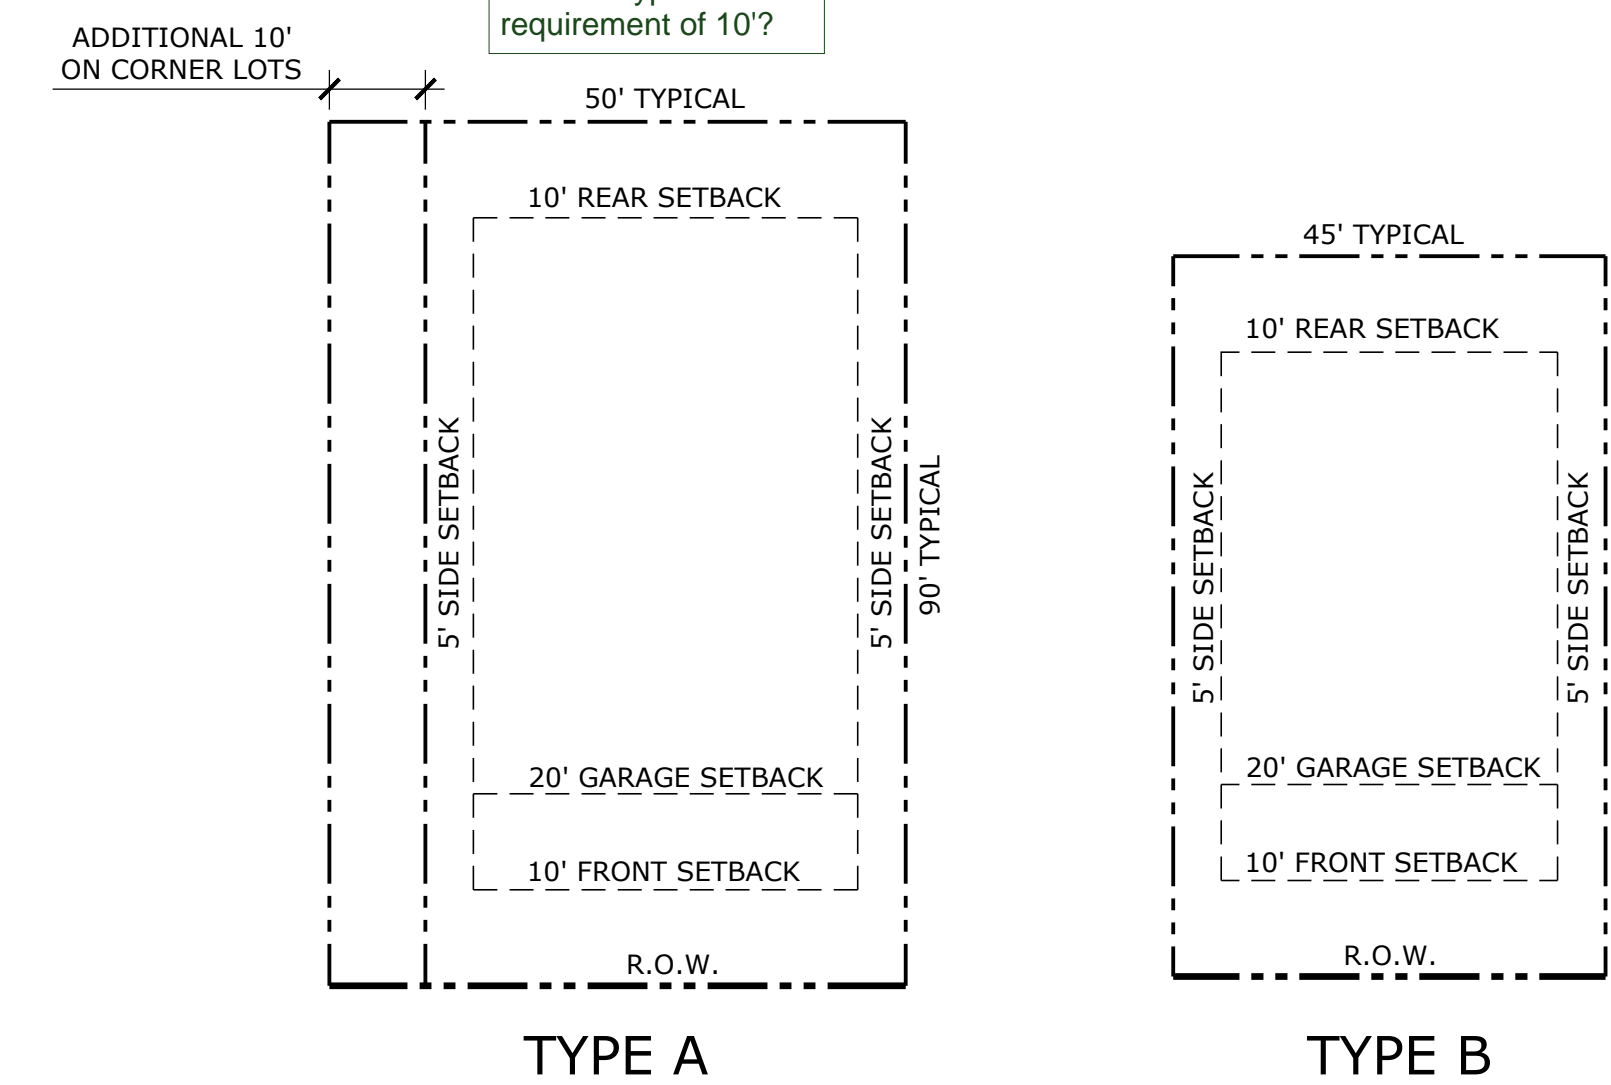 requirement of 10'?
ADDITIONAL 10'
ON CORNER LOTS
50' TYPICAL
10' REAR SETBACK
5' SIDE SETBACK
5' SIDE SETBACK
90' TYPICAL
20' GARAGE SETBACK
10' FRONT SETBACK
R.O.W.
TYPE A
45' TYPICAL
10' REAR SETBACK
5' SIDE SETBACK
5' SIDE SETBACK
20' GARAGE SETBACK
10' FRONT SETBACK
R.O.W.
TYPE B